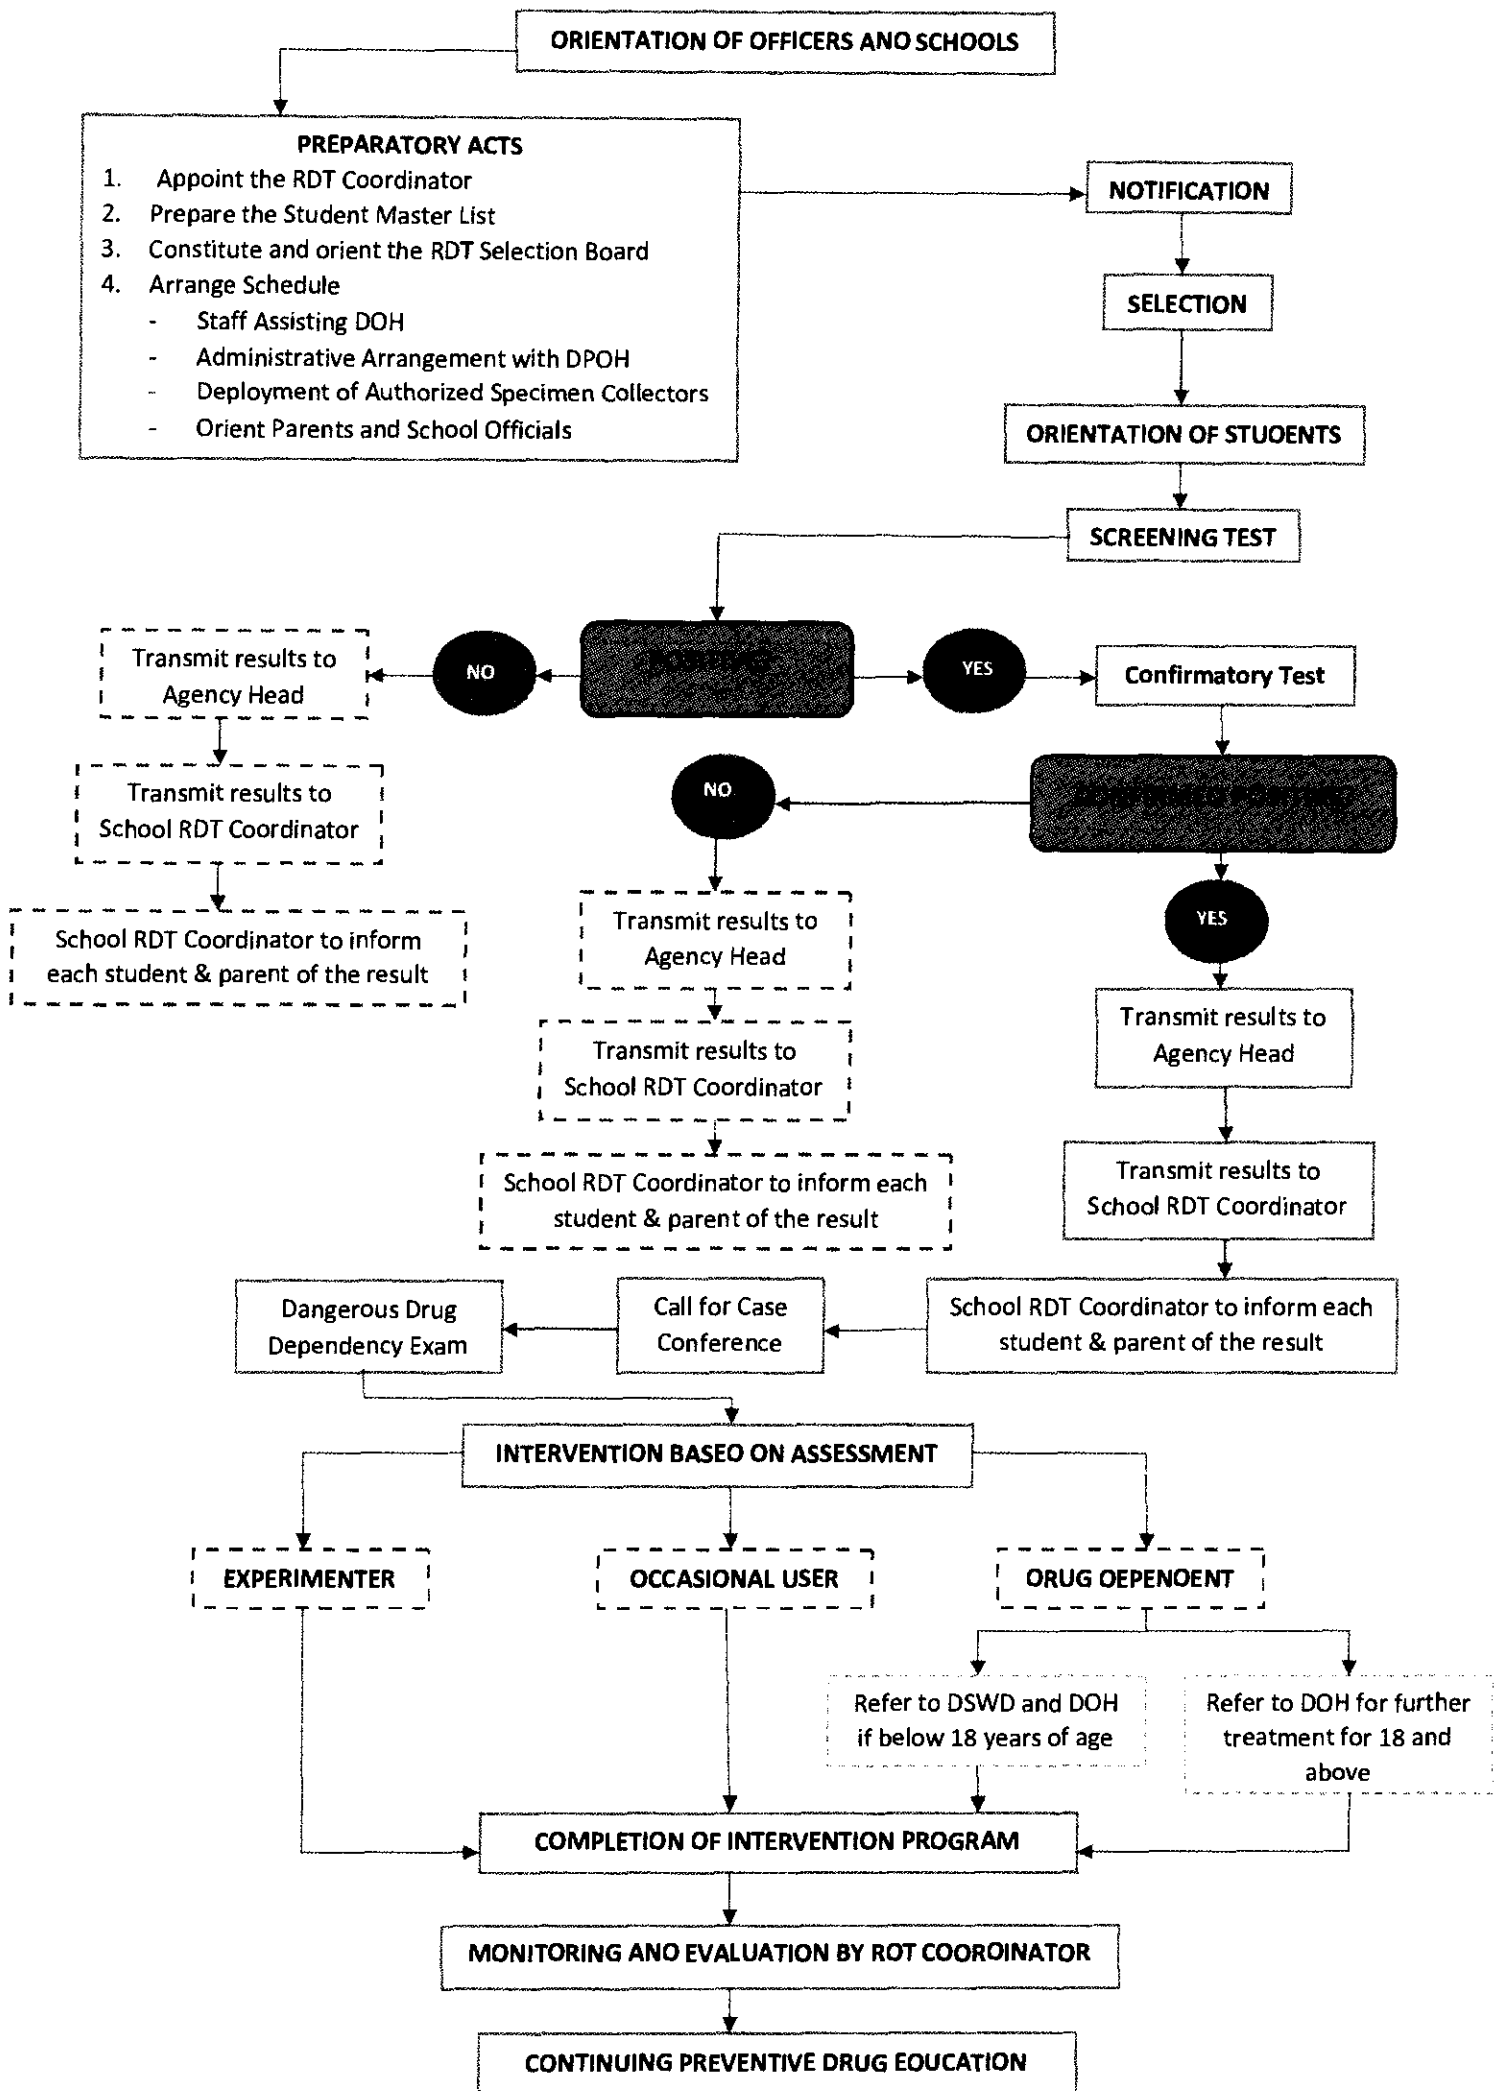 ORIENTATION OF OFFICERS AND SCHOOLS
PREPARATORY ACTS
1. Appoint the RDT Coordinator
2. Prepare the Student Master List
3. Constitute and orient the RDT Selection Board
4. Arrange Schedule
- Staff Assisting DOH
- Administrative Arrangement with DPOH
- Deployment of Authorized Specimen Collectors
- Orient Parents and School Officials
NOTIFICATION
SELECTION
ORIENTATION OF STUOENTS
SCREENING TEST
NO
YES
Confirmatory Test
Transmit results to
Agency Head
Transmit results to
School RDT Coordinator
School RDT Coordinator to inform
each student & parent of the result
NO
YES
Transmit results to
Agency Head
Transmit results to
School RDT Coordinator
School RDT Coordinator to inform each
student & parent of the result
Transmit results to
Agency Head
Transmit results to
School RDT Coordinator
School RDT Coordinator to inform each
student & parent of the result
Call for Case
Conference
Dangerous Drug
Dependency Exam
INTERVENTION BASEO ON ASSESSMENT
EXPERIMENTER
OCCASIONAL USER
ORUG OEPENOENT
Refer to DSWD and DOH
if below 18 years of age
Refer to DOH for further
treatment for 18 and
above
COMPLETION OF INTERVENTION PROGRAM
MONITORING AND EVALUATION BY ROT COOROINATOR
CONTINUING PREVENTIVE DRUG EOUCATION